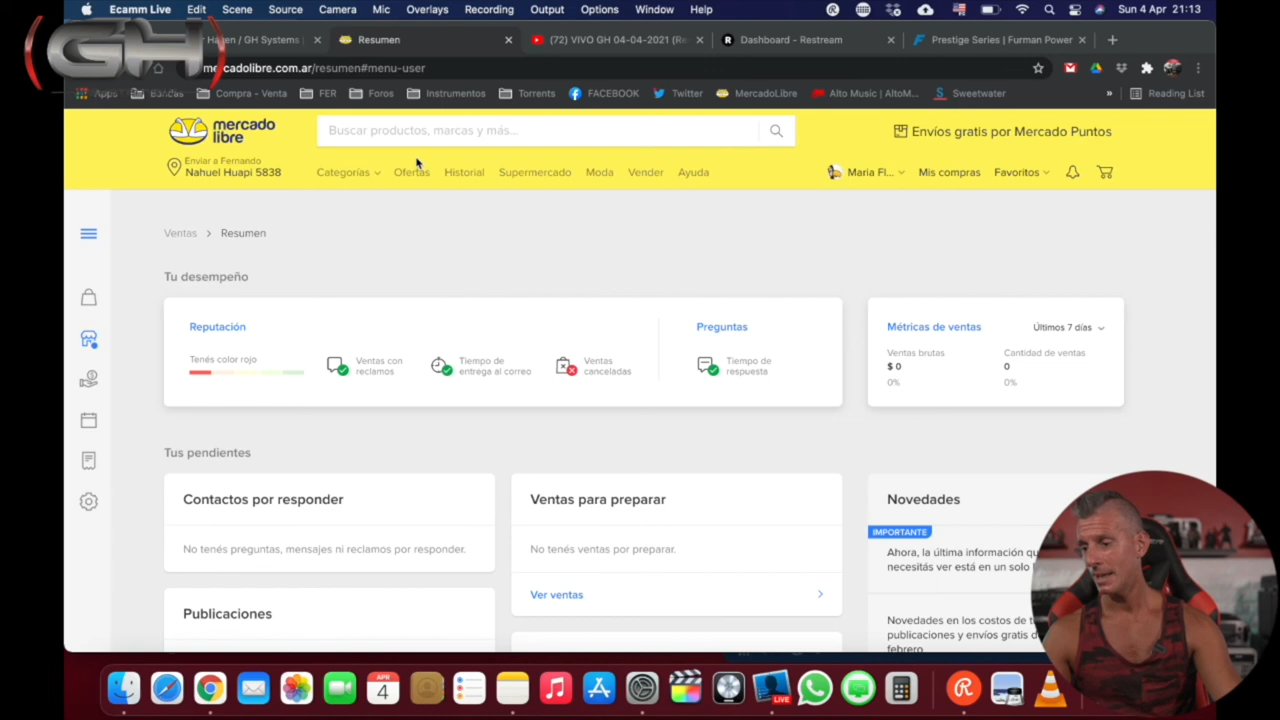 Ecamm Live Edit Scene Source Camera Mic Overlays Recording Output Options Window Help Sun 4 Apr 21:13
GH
Hagen / GH Systems Resumen (72) VIVO GH 04-04-2021 (Re Dashboard - Restream Prestige Series | Furman Power
mercadolibre.com.ar/resumen#menu-user
Apps Bandas Compra - Venta FER Foros Instrumentos Torrents FACEBOOK Twitter MercadoLibre Alto Music | AltoM... Sweetwater » Reading List
mercado
libre
Buscar productos, marcas y más...
Envíos gratis por Mercado Puntos
Enviar a Fernando
Nahuel Huapi 5838
Categorías Ofertas Historial Supermercado Moda Vender Ayuda Maria Fl... Mis compras Favoritos
Ventas > Resumen
Tu desempeño
Reputación Preguntas Métricas de ventas Últimos 7 días
Tenés color rojo
Ventas con
reclamos
Tiempo de
entrega al correo
Ventas
canceladas
Tiempo de
respuesta
Ventas brutas Cantidad de ventas
$ 0 0
0% 0%
Tus pendientes
Contactos por responder Ventas para preparar Novedades
IMPORTANTE
No tenés preguntas, mensajes ni reclamos por responder. No tenés ventas por preparar.
Ahora, la última información qu
necesitás ver está en un solo
Ver ventas
Publicaciones
Novedades en los costos de
publicaciones y envíos gratis d
febrero
APR
4
LIVE